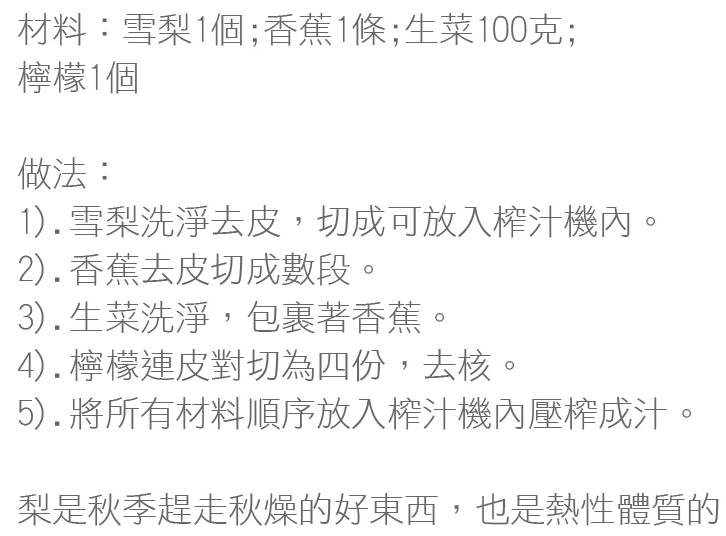 材料：雪梨1個;香蕉1條;生菜100克;
檸檬1個
做法：
1).雪梨洗淨去皮，切成可放入榨汁機內。
2).香蕉去皮切成數段。
3).生菜洗淨，包裹著香蕉。
4).檸檬連皮對切為四份，去核。
5).將所有材料順序放入榨汁機內壓榨成汁。
梨是秋季趕走秋燥的好東西，也是熱性體質的